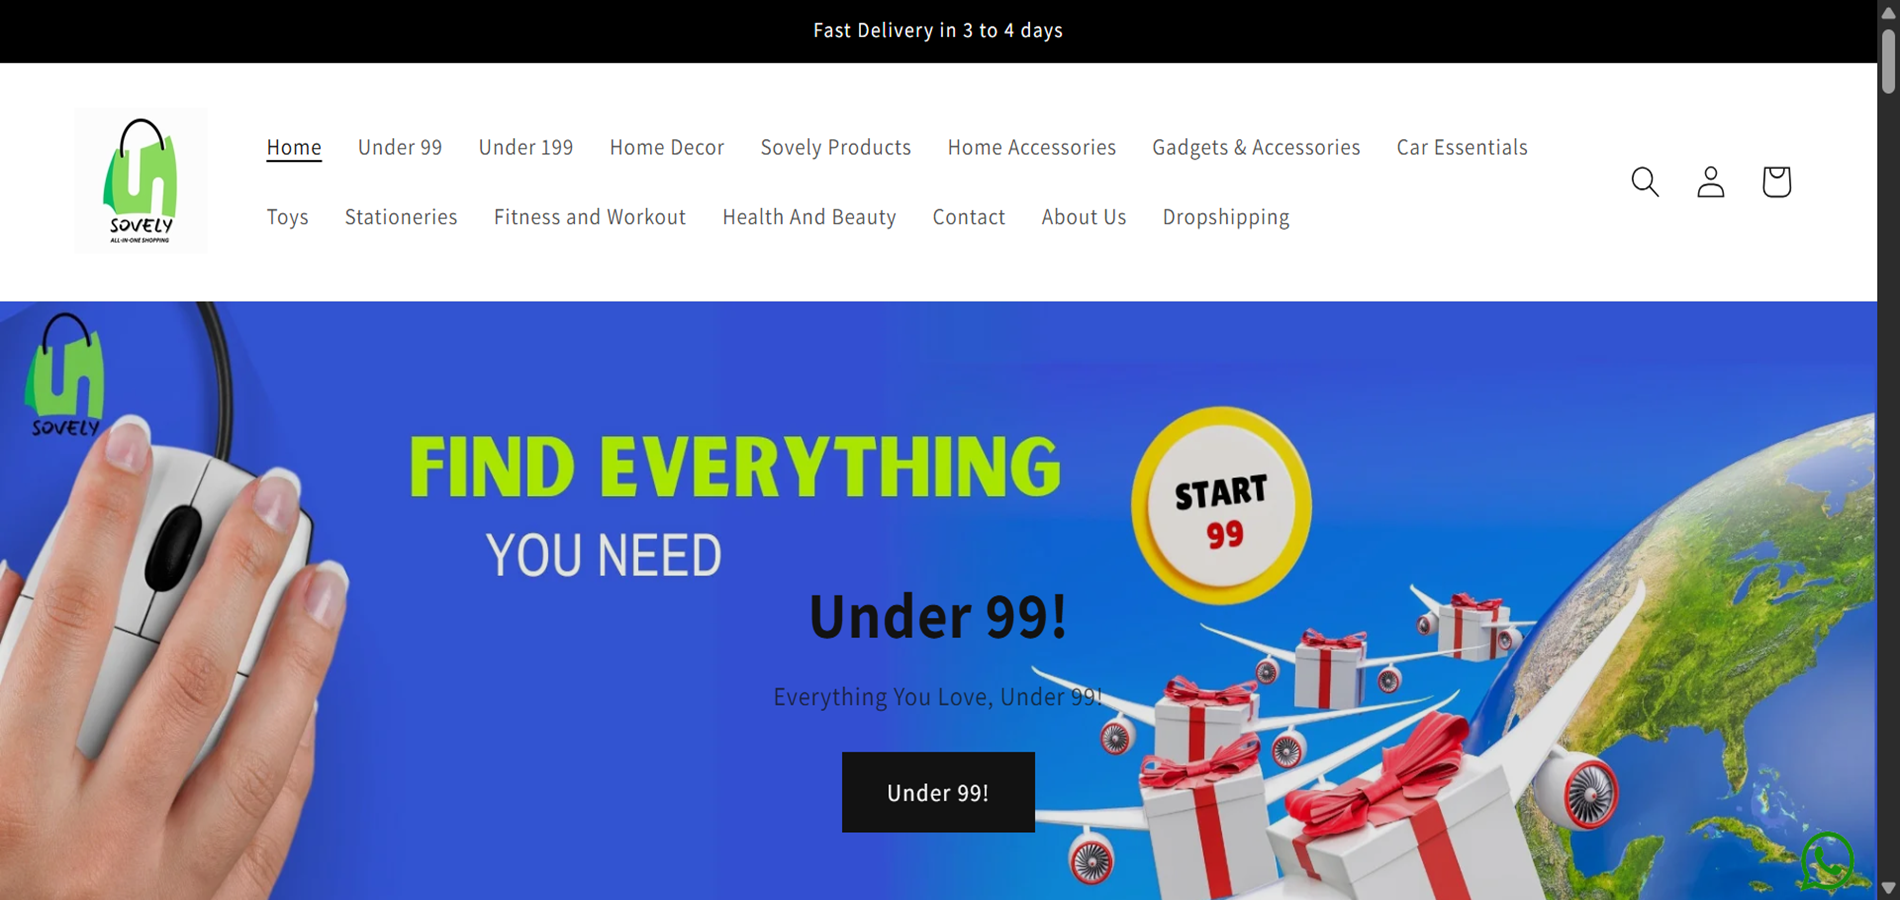 Fast Delivery in 3 to 4 days
SOVELY
ALL-IN-ONE SHOPPING
Home Under 99 Under 199 Home Decor Sovely Products Home Accessories Gadgets & Accessories Car Essentials
Toys Stationeries Fitness and Workout Health And Beauty Contact About Us Dropshipping
SOVELY
FIND EVERYTHING
YOU NEED
START
99
Under 99!
Everything You Love, Under 99!
Under 99!